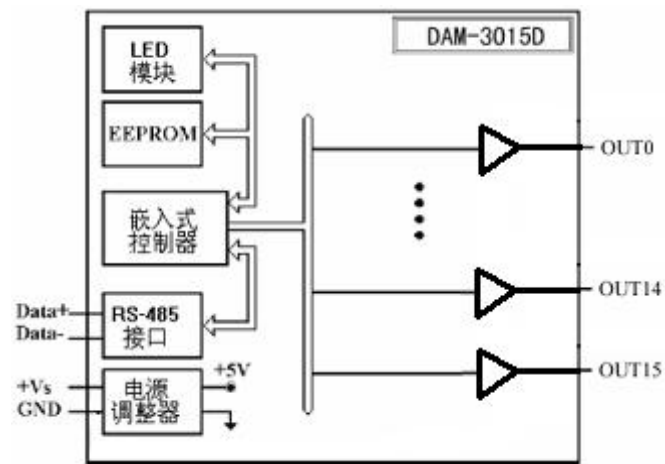 DAM-3015D
LED
模块
EEPROM
嵌入式
控制器
RS-485
接口
电源
调整器
Data+
Data-
+Vs
GND
+5V
OUT0
OUT14
OUT15